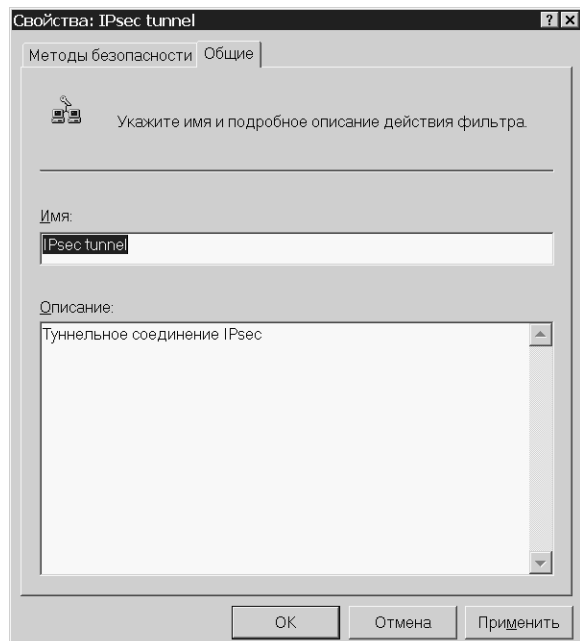 Свойства: IPsec tunnel
Методы безопасности Общие
Укажите имя и подробное описание действия фильтра.
Имя:
IPsec tunnel
Описание:
Туннельное соединение IPsec
ОК Отмена Применить